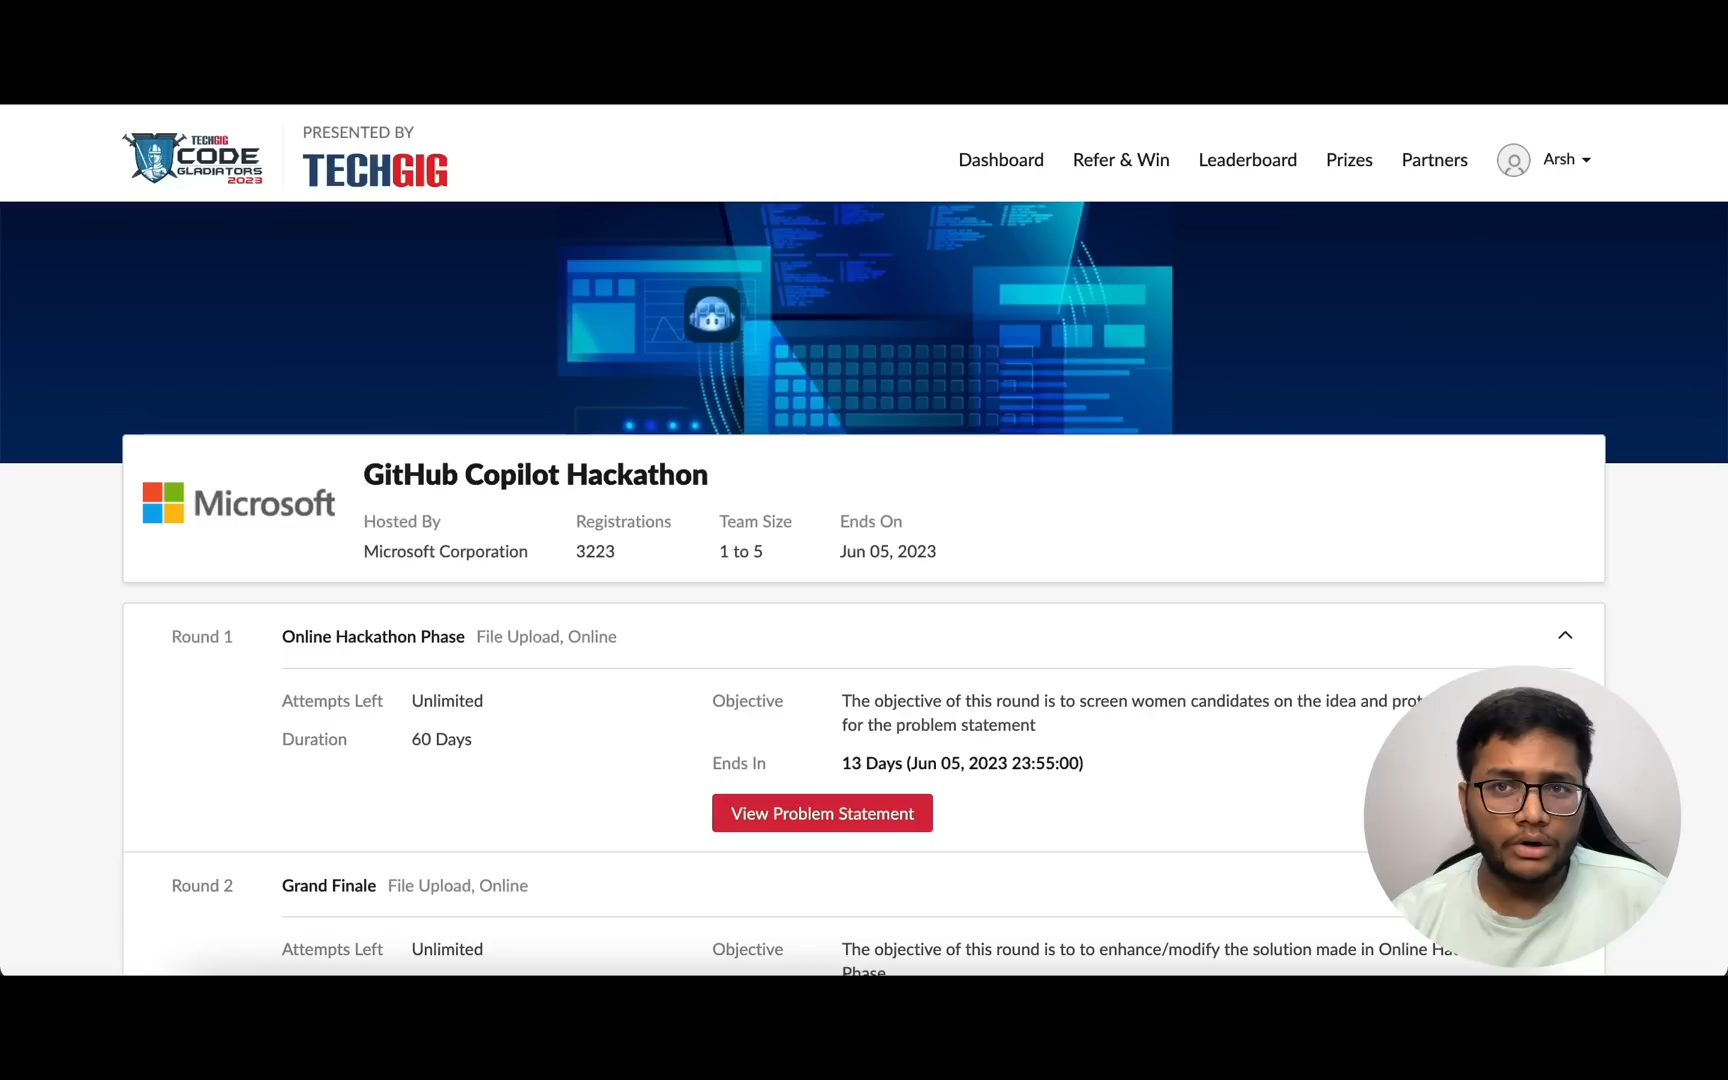 TECHGIG
CODE
GLADIATORS
2023
PRESENTED BY
TECHGIG
Dashboard
Refer & Win
Leaderboard
Prizes
Partners
Arsh
Microsoft
GitHub Copilot Hackathon
Hosted By
Registrations
Team Size
Ends On
Microsoft Corporation
3223
1 to 5
Jun 05, 2023
Round 1
Online Hackathon Phase
File Upload, Online
Attempts Left
Unlimited
Objective
The objective of this round is to screen women candidates on the idea and prot
for the problem statement
Duration
60 Days
Ends In
13 Days (Jun 05, 2023 23:55:00)
View Problem Statement
Round 2
Grand Finale
File Upload, Online
Attempts Left
Unlimited
Objective
The objective of this round is to to enhance/modify the solution made in Online Ha
Phase